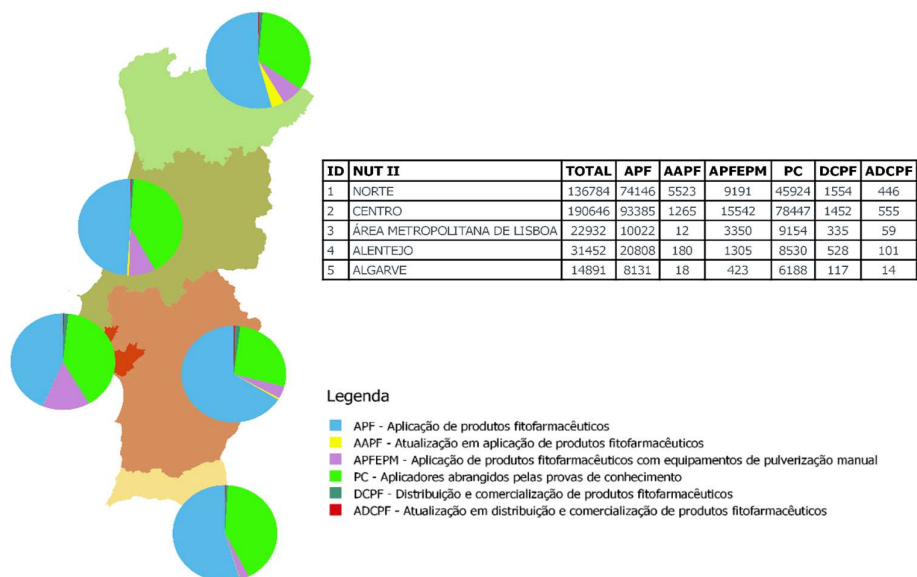 ID NUT II TOTAL APF AAPF APFEPM PC DCPF ADCPF
1 NORTE 136784 74146 5523 9191 45924 1554 446
2 CENTRO 190646 93385 1265 15542 78447 1452 555
3 ÁREA METROPOLITANA DE LISBOA 22932 10022 12 3350 9154 335 59
4 ALENTEJO 31452 20808 180 1305 8530 528 101
5 ALGARVE 14891 8131 18 423 6188 117 14
Legenda
APF - Aplicação de produtos fitofarmacêuticos
AAPF - Atualização em aplicação de produtos fitofarmacêuticos
APFEPM - Aplicação de produtos fitofarmacêuticos com equipamentos de pulverização manual
PC - Aplicadores abrangidos pelas provas de conhecimento
DCPF - Distribuição e comercialização de produtos fitofarmacêuticos
ADCPF - Atualização em distribuição e comercialização de produtos fitofarmacêuticos